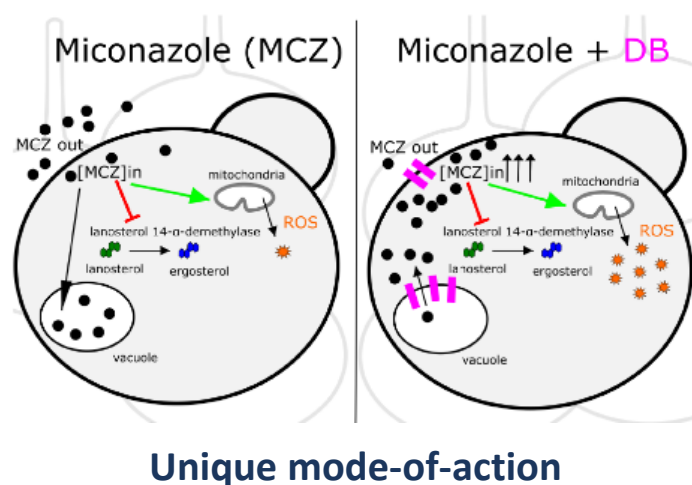 Miconazole (MCZ)
MCZ out
[MCZ]in
mitochondria
ROS
lanosterol 14-α-demethylase
lanosterol
ergosterol
vacuole
Miconazole + DB
MCZ out
[MCZ]in
mitochondria
ROS
lanosterol 14-α-demethylase
lanosterol
ergosterol
vacuole
Unique mode-of-action